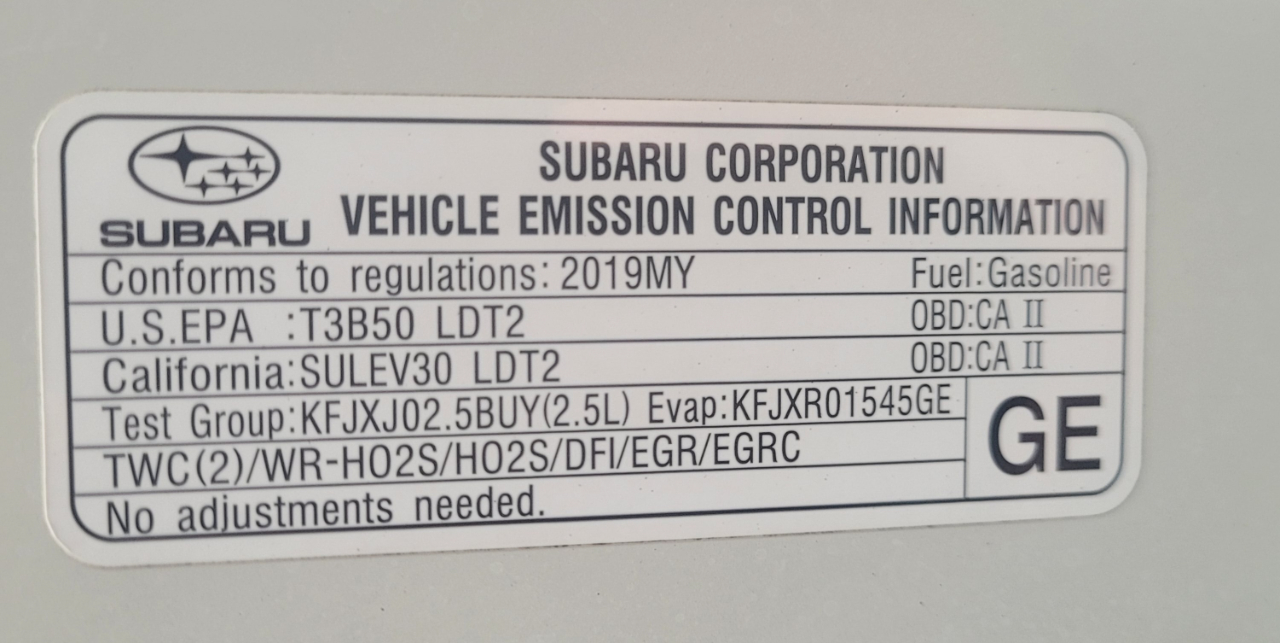 SUBARU
SUBARU CORPORATION
VEHICLE EMISSION CONTROL INFORMATION
Conforms to regulations: 2019MY Fuel:Gasoline
U.S.EPA :T3B50 LDT2 OBD:CA II
California:SULEV30 LDT2 OBD:CA II
Test Group:KFJXJ02.5BUY(2.5L) Evap:KFJXR01545GE
TWC(2)/WR-HO2S/HO2S/DFI/EGR/EGRC
GE
No adjustments needed.